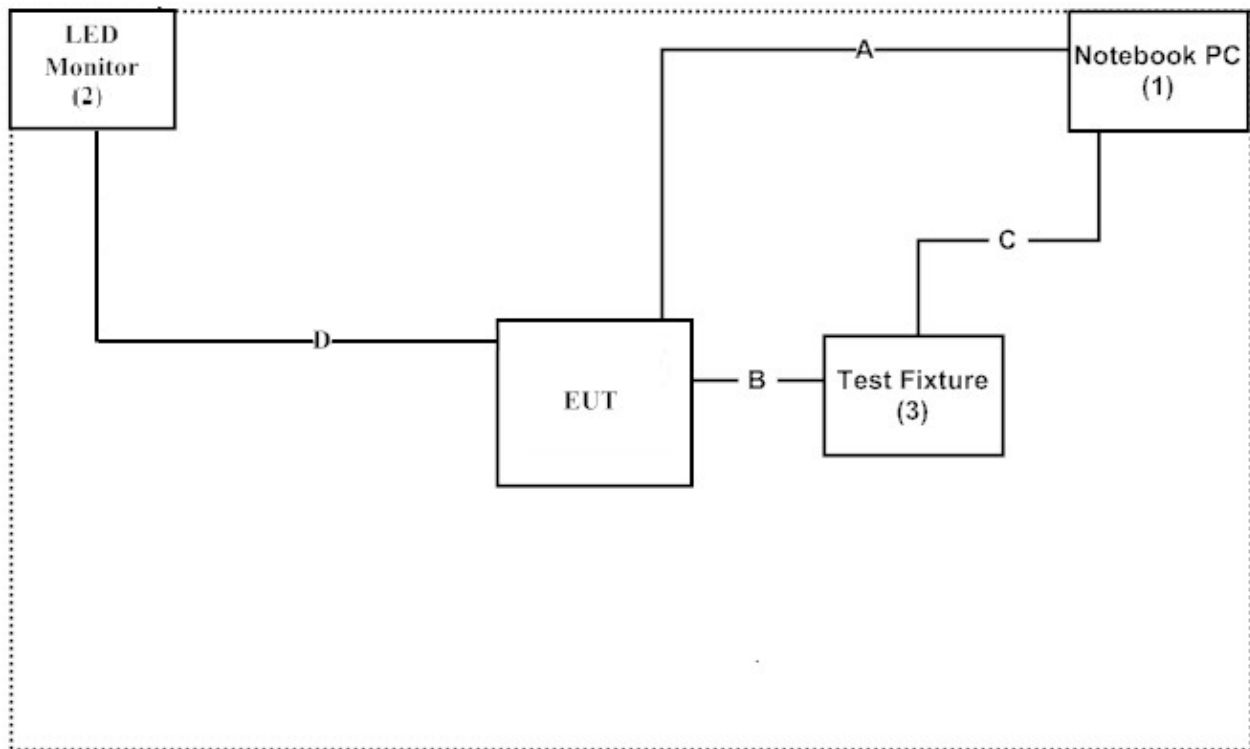 LED
Monitor
(2)
A
Notebook PC
(1)
C
D
EUT
B
Test Fixture
(3)